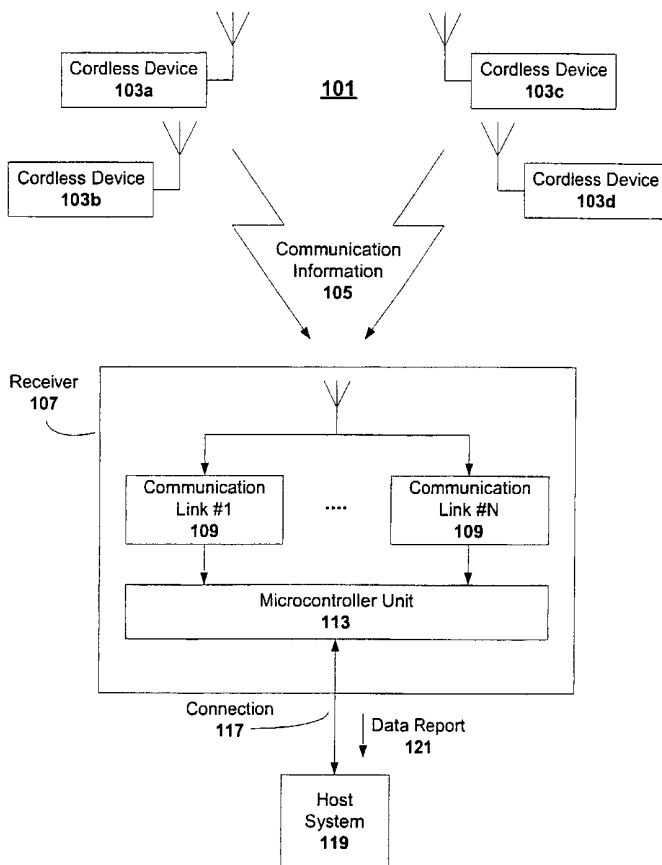 Cordless Device
103a
101
Cordless Device
103c
Cordless Device
103b
Cordless Device
103d
Communication
Information
105
Receiver
107
Communication
Link #1
109
....
Communication
Link #N
109
Microcontroller Unit
113
Connection
117
Data Report
121
Host
System
119